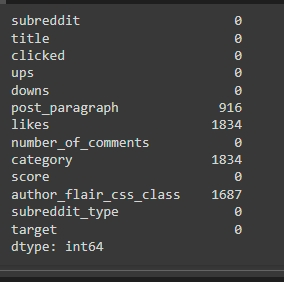 subreddit 0
title 0
clicked 0
ups 0
downs 0
post_paragraph 916
likes 1834
number_of_comments 0
category 1834
score 0
author_flair_css_class 1687
subreddit_type 0
target 0
dtype: int64